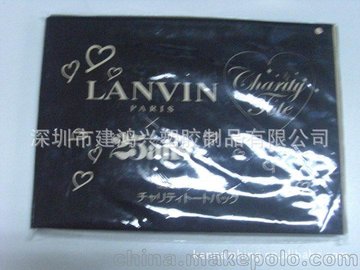 LANVIN
Charity
Tote
PARIS
深圳市建鸿兴塑胶制品有限公司
チャリティトートバッグ
china.makepolo.com